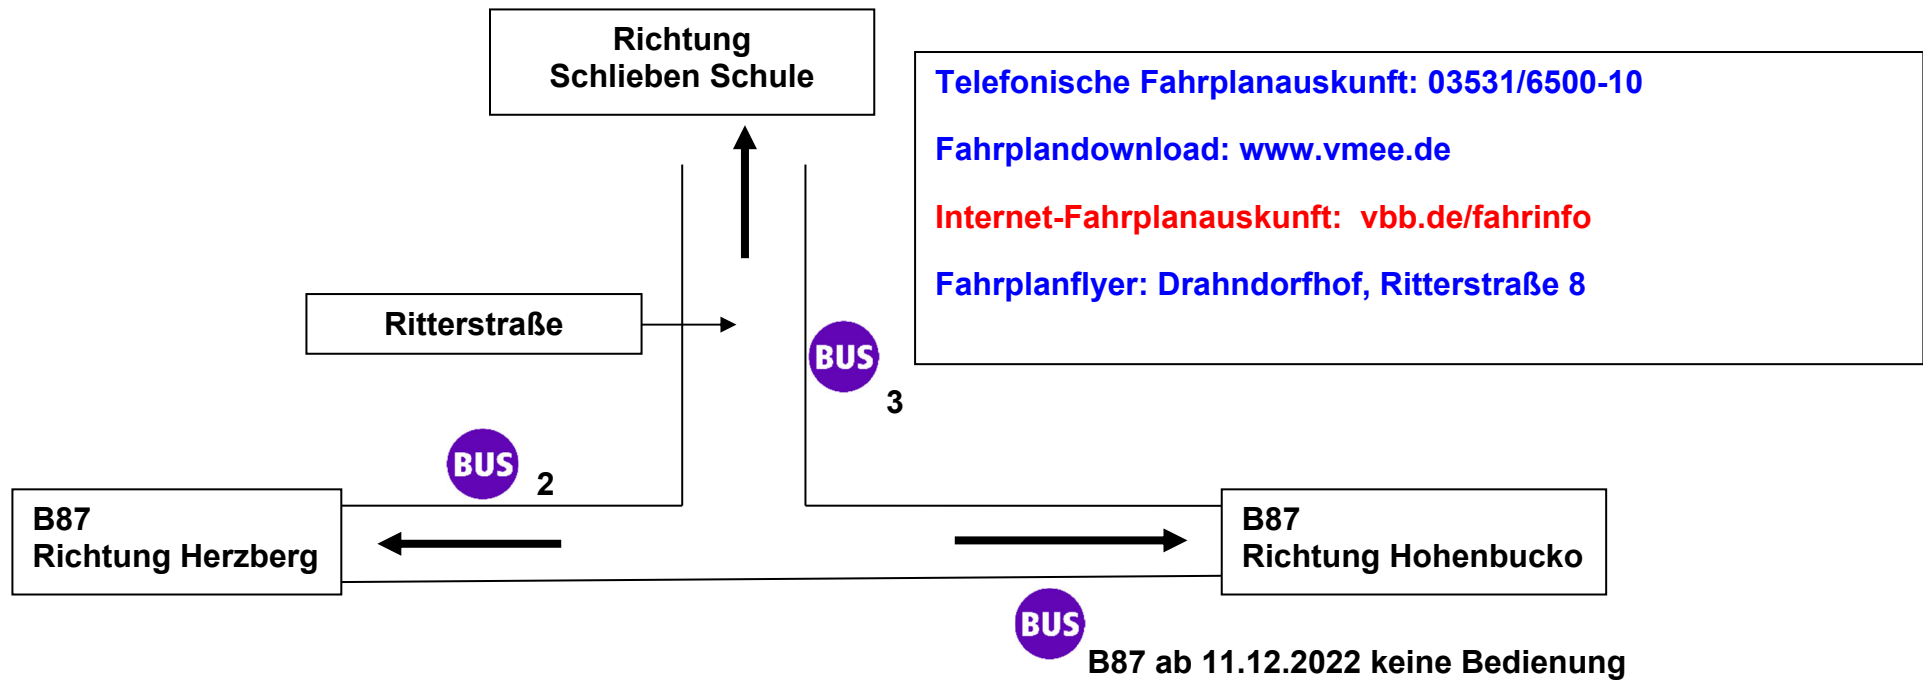 Richtung
Schlieben Schule
Telefonische Fahrplanauskunft: 03531/6500-10
Fahrplandownload: www.vmee.de
Internet-Fahrplanauskunft: vbb.de/fahrinfo
Fahrplanflyer: Drahndorfhof, Ritterstraße 8
Ritterstraße
BUS
3
BUS
2
B87
Richtung Herzberg
B87
Richtung Hohenbucko
BUS
B87 ab 11.12.2022 keine Bedienung